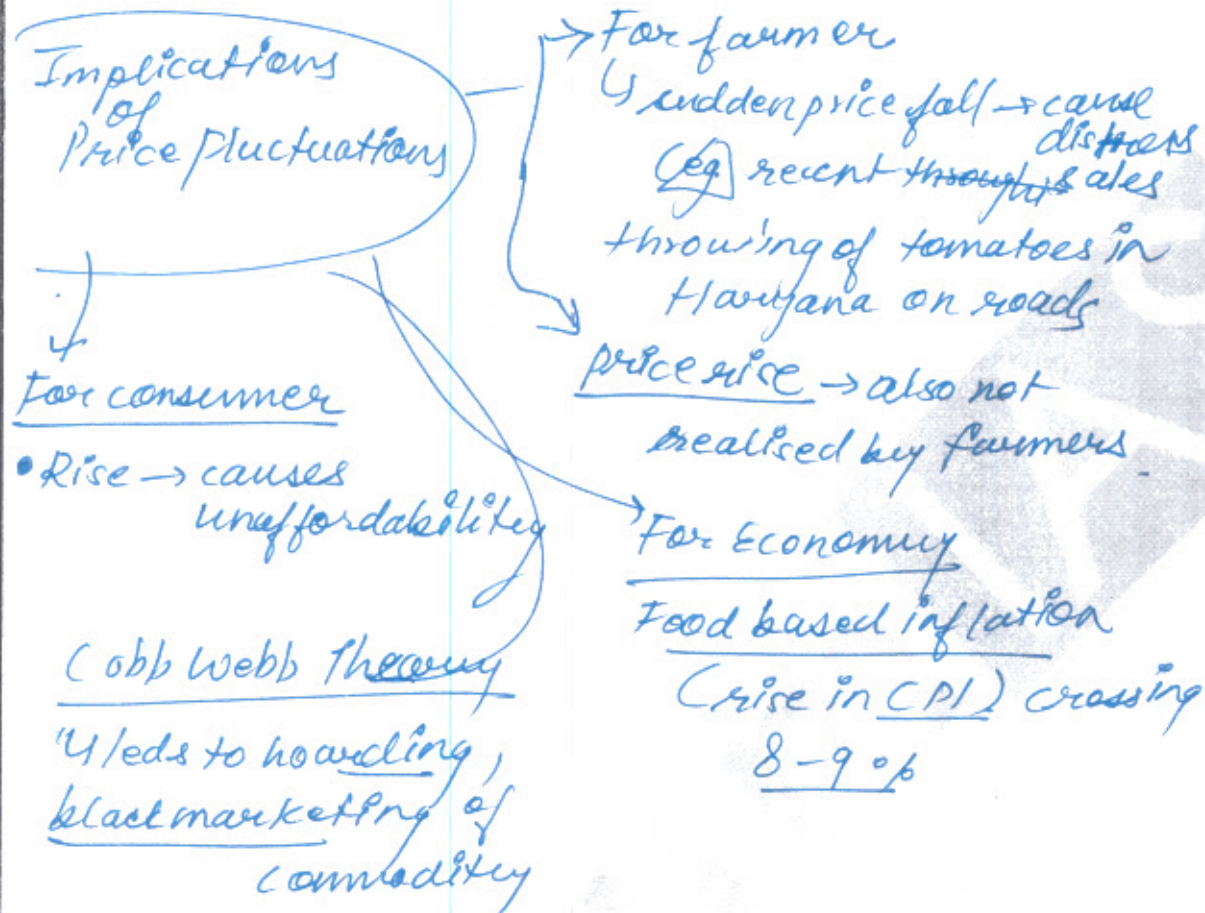 Implications
of
Price Fluctuations
→ For farmer
↳ sudden price fall → cause
distress
(eg) recent sales
throwing of tomatoes in
Haryana on roads
price rise → also not
realised by farmers.
For consumer
• Rise → causes
unaffordability
For Economy
Food based inflation
(rise in CPI) crossing
8-9%
Cobb Webb Theory
↳ leds to hoarding,
blackmarketing of
commodity